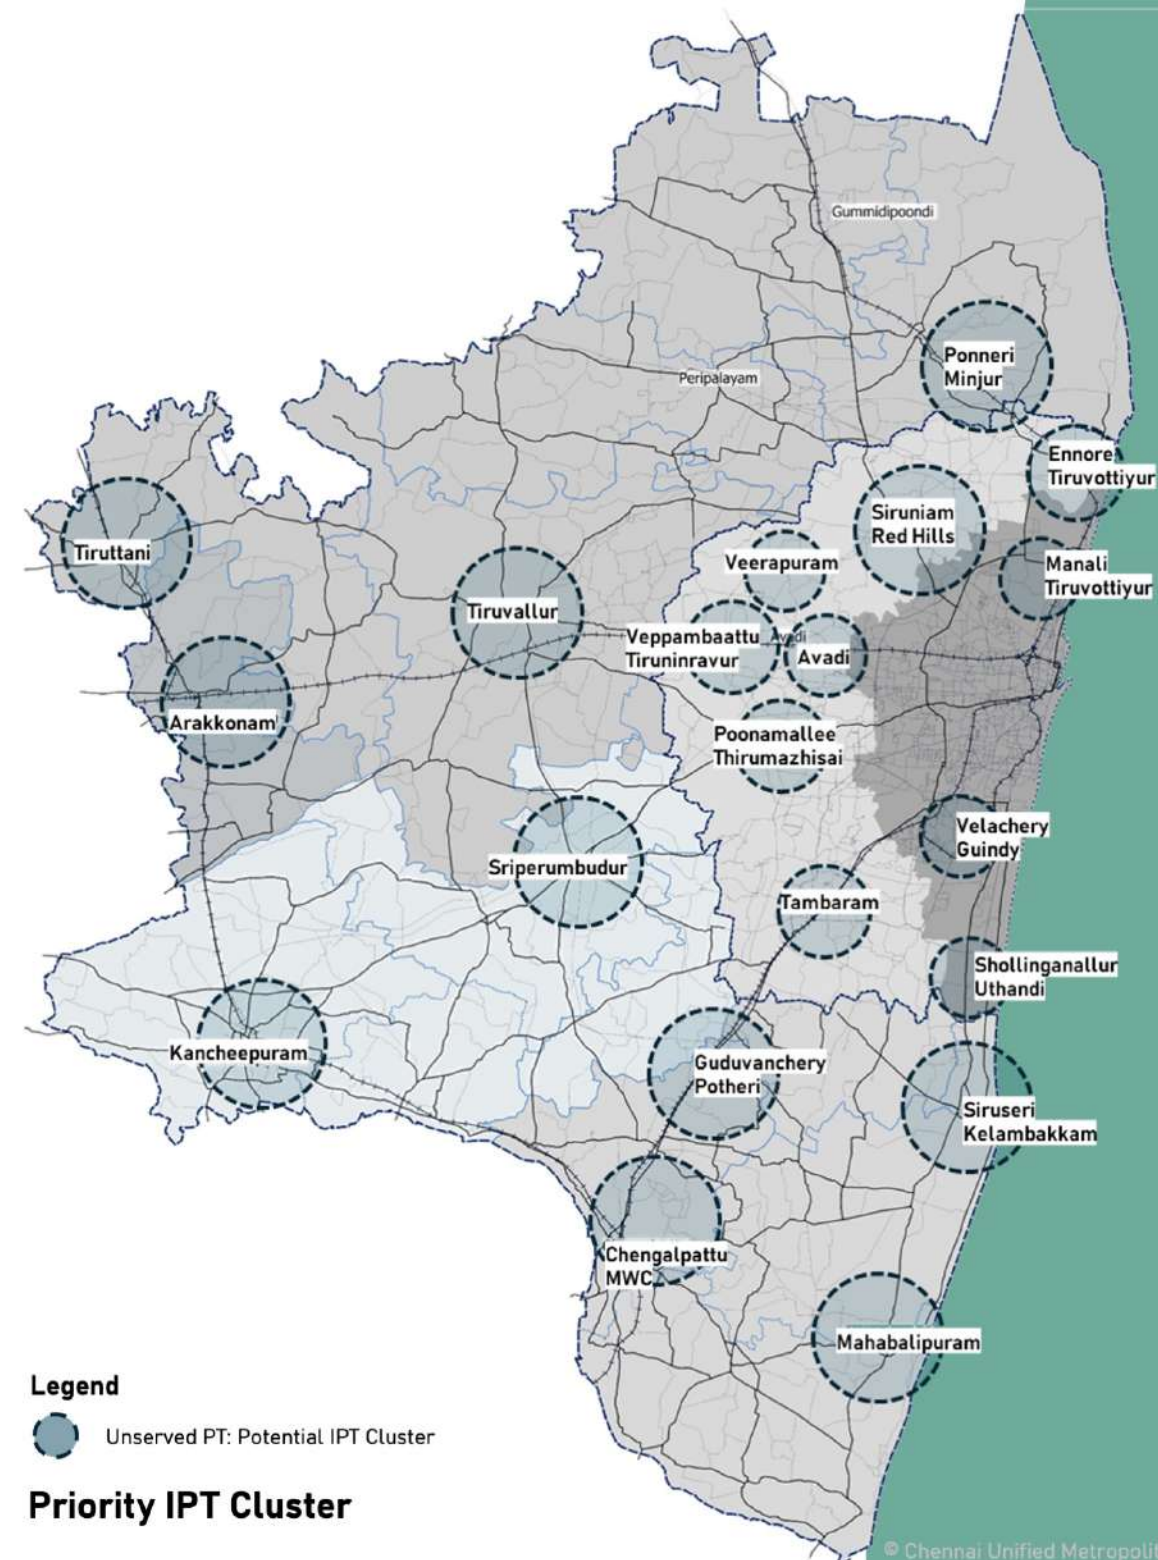 Gummidipoondi
Ponneri
Minjur
Peripalayam
Ennore
Tiruvottiyur
Siruniam
Red Hills
Tiruttani
Veerapuram
Manali
Tiruvottiyur
Tiruvallur
Veppambaattu
Tiruninravur
Avadi
Avadi
Arakkonam
Poonamallee
Thirumazhisai
Velachery
Guindy
Sriperumbudur
Tambaram
Shollinganallur
Uthandi
Kancheepuram
Guduvanchery
Potheri
Siruseri
Kelambakkam
Chengalpattu
MWC
Mahabalipuram
Legend
Unserved PT: Potential IPT Cluster
Priority IPT Cluster
© Chennai Unified Metropolit